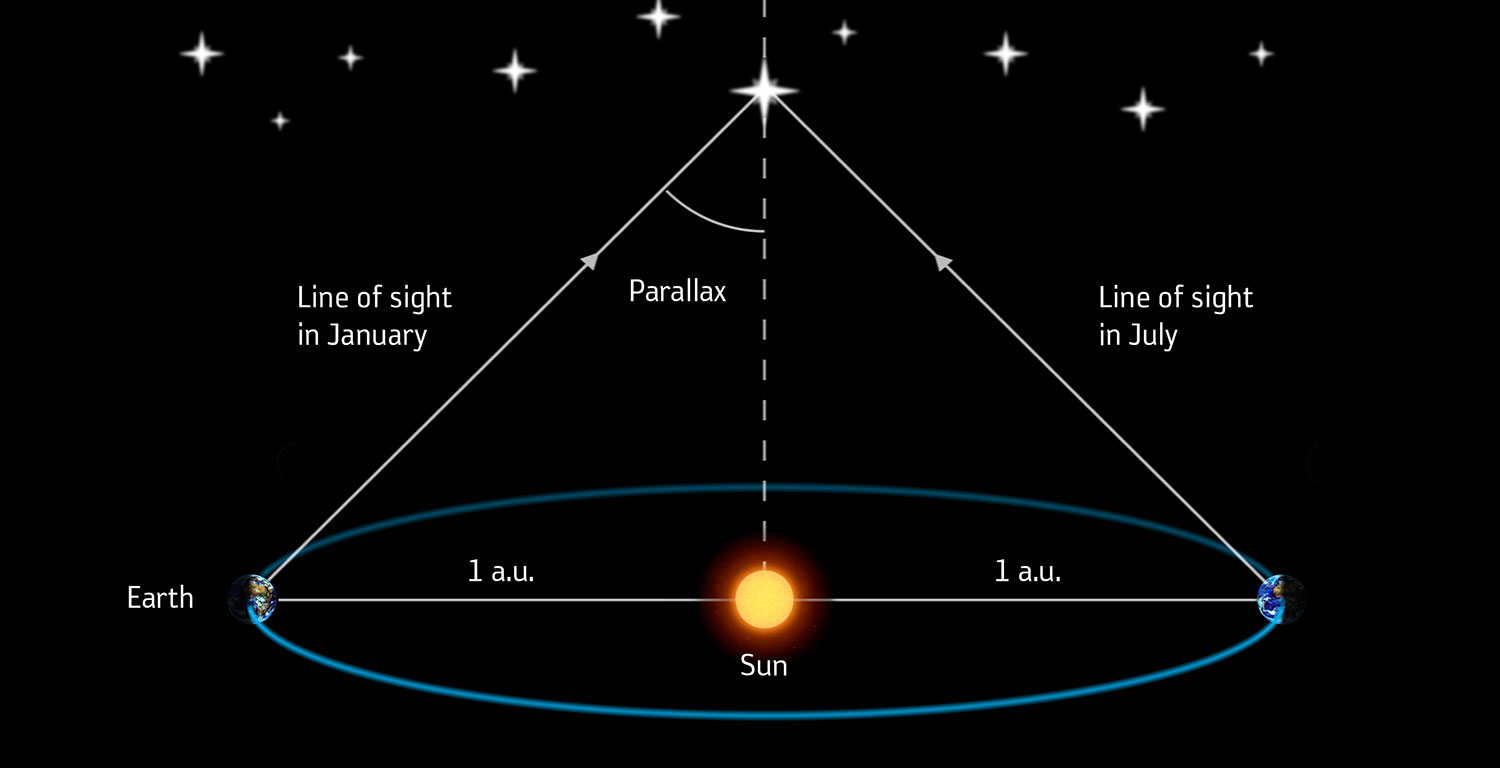 Parallax
Line of sight
in January
Line of sight
in July
1 a.u.
1 a.u.
Earth
Sun